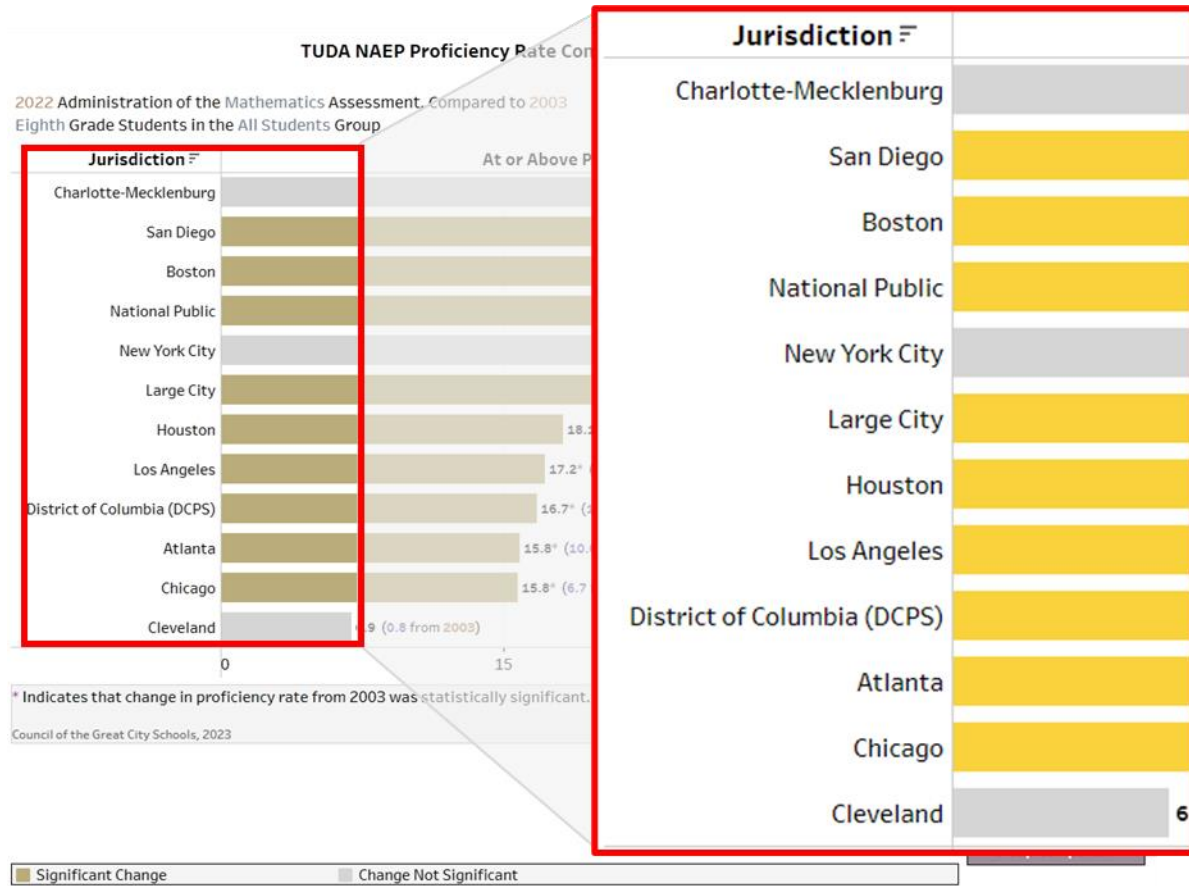 TUDA NAEP Proficiency Rate Con
2022 Administration of the Mathematics Assessment, Compared to 2003
Eighth Grade Students in the All Students Group
Jurisdiction
At or Above P
Charlotte-Mecklenburg
San Diego
Boston
National Public
New York City
Large City
Houston
18.
Los Angeles
17.2*
District of Columbia (DCPS)
16.7*
Atlanta
15.8* (10.
Chicago
15.8* (6.7
Cleveland
.9 (0.8 from 2003)
0
15
* Indicates that change in proficiency rate from 2003 was statistically significant.
Council of the Great City Schools, 2023
Significant Change
Change Not Significant
Jurisdiction
Charlotte-Mecklenburg
San Diego
Boston
National Public
New York City
Large City
Houston
Los Angeles
District of Columbia (DCPS)
Atlanta
Chicago
Cleveland
6